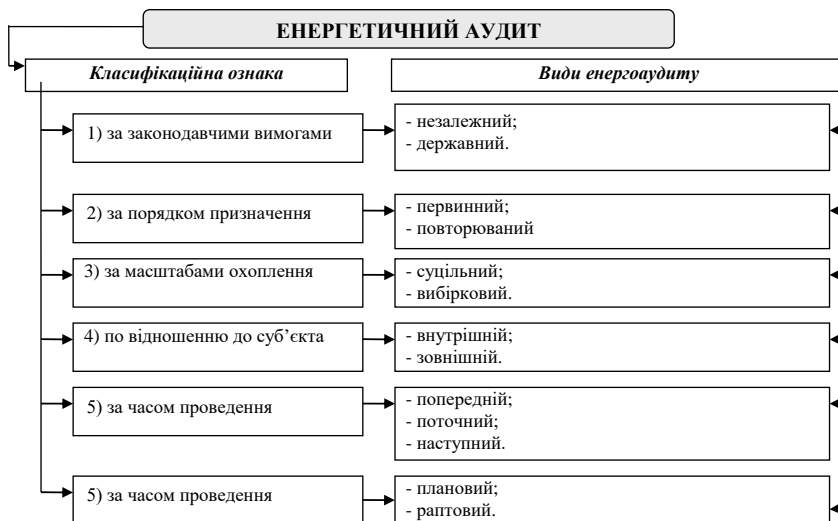 ЕНЕРГЕТИЧНИЙ АУДИТ
Класифікаційна ознака
Види енергоаудиту
1) за законодавчими вимогами
- незалежний;
- державний.
2) за порядком призначення
- первинний;
- повторюваний
3) за масштабами охоплення
- суцільний;
- вибірковий.
4) по відношенню до суб’єкта
- внутрішній;
- зовнішній.
5) за часом проведення
- попередній;
- поточний;
- наступний.
5) за часом проведення
- плановий;
- раптовий.